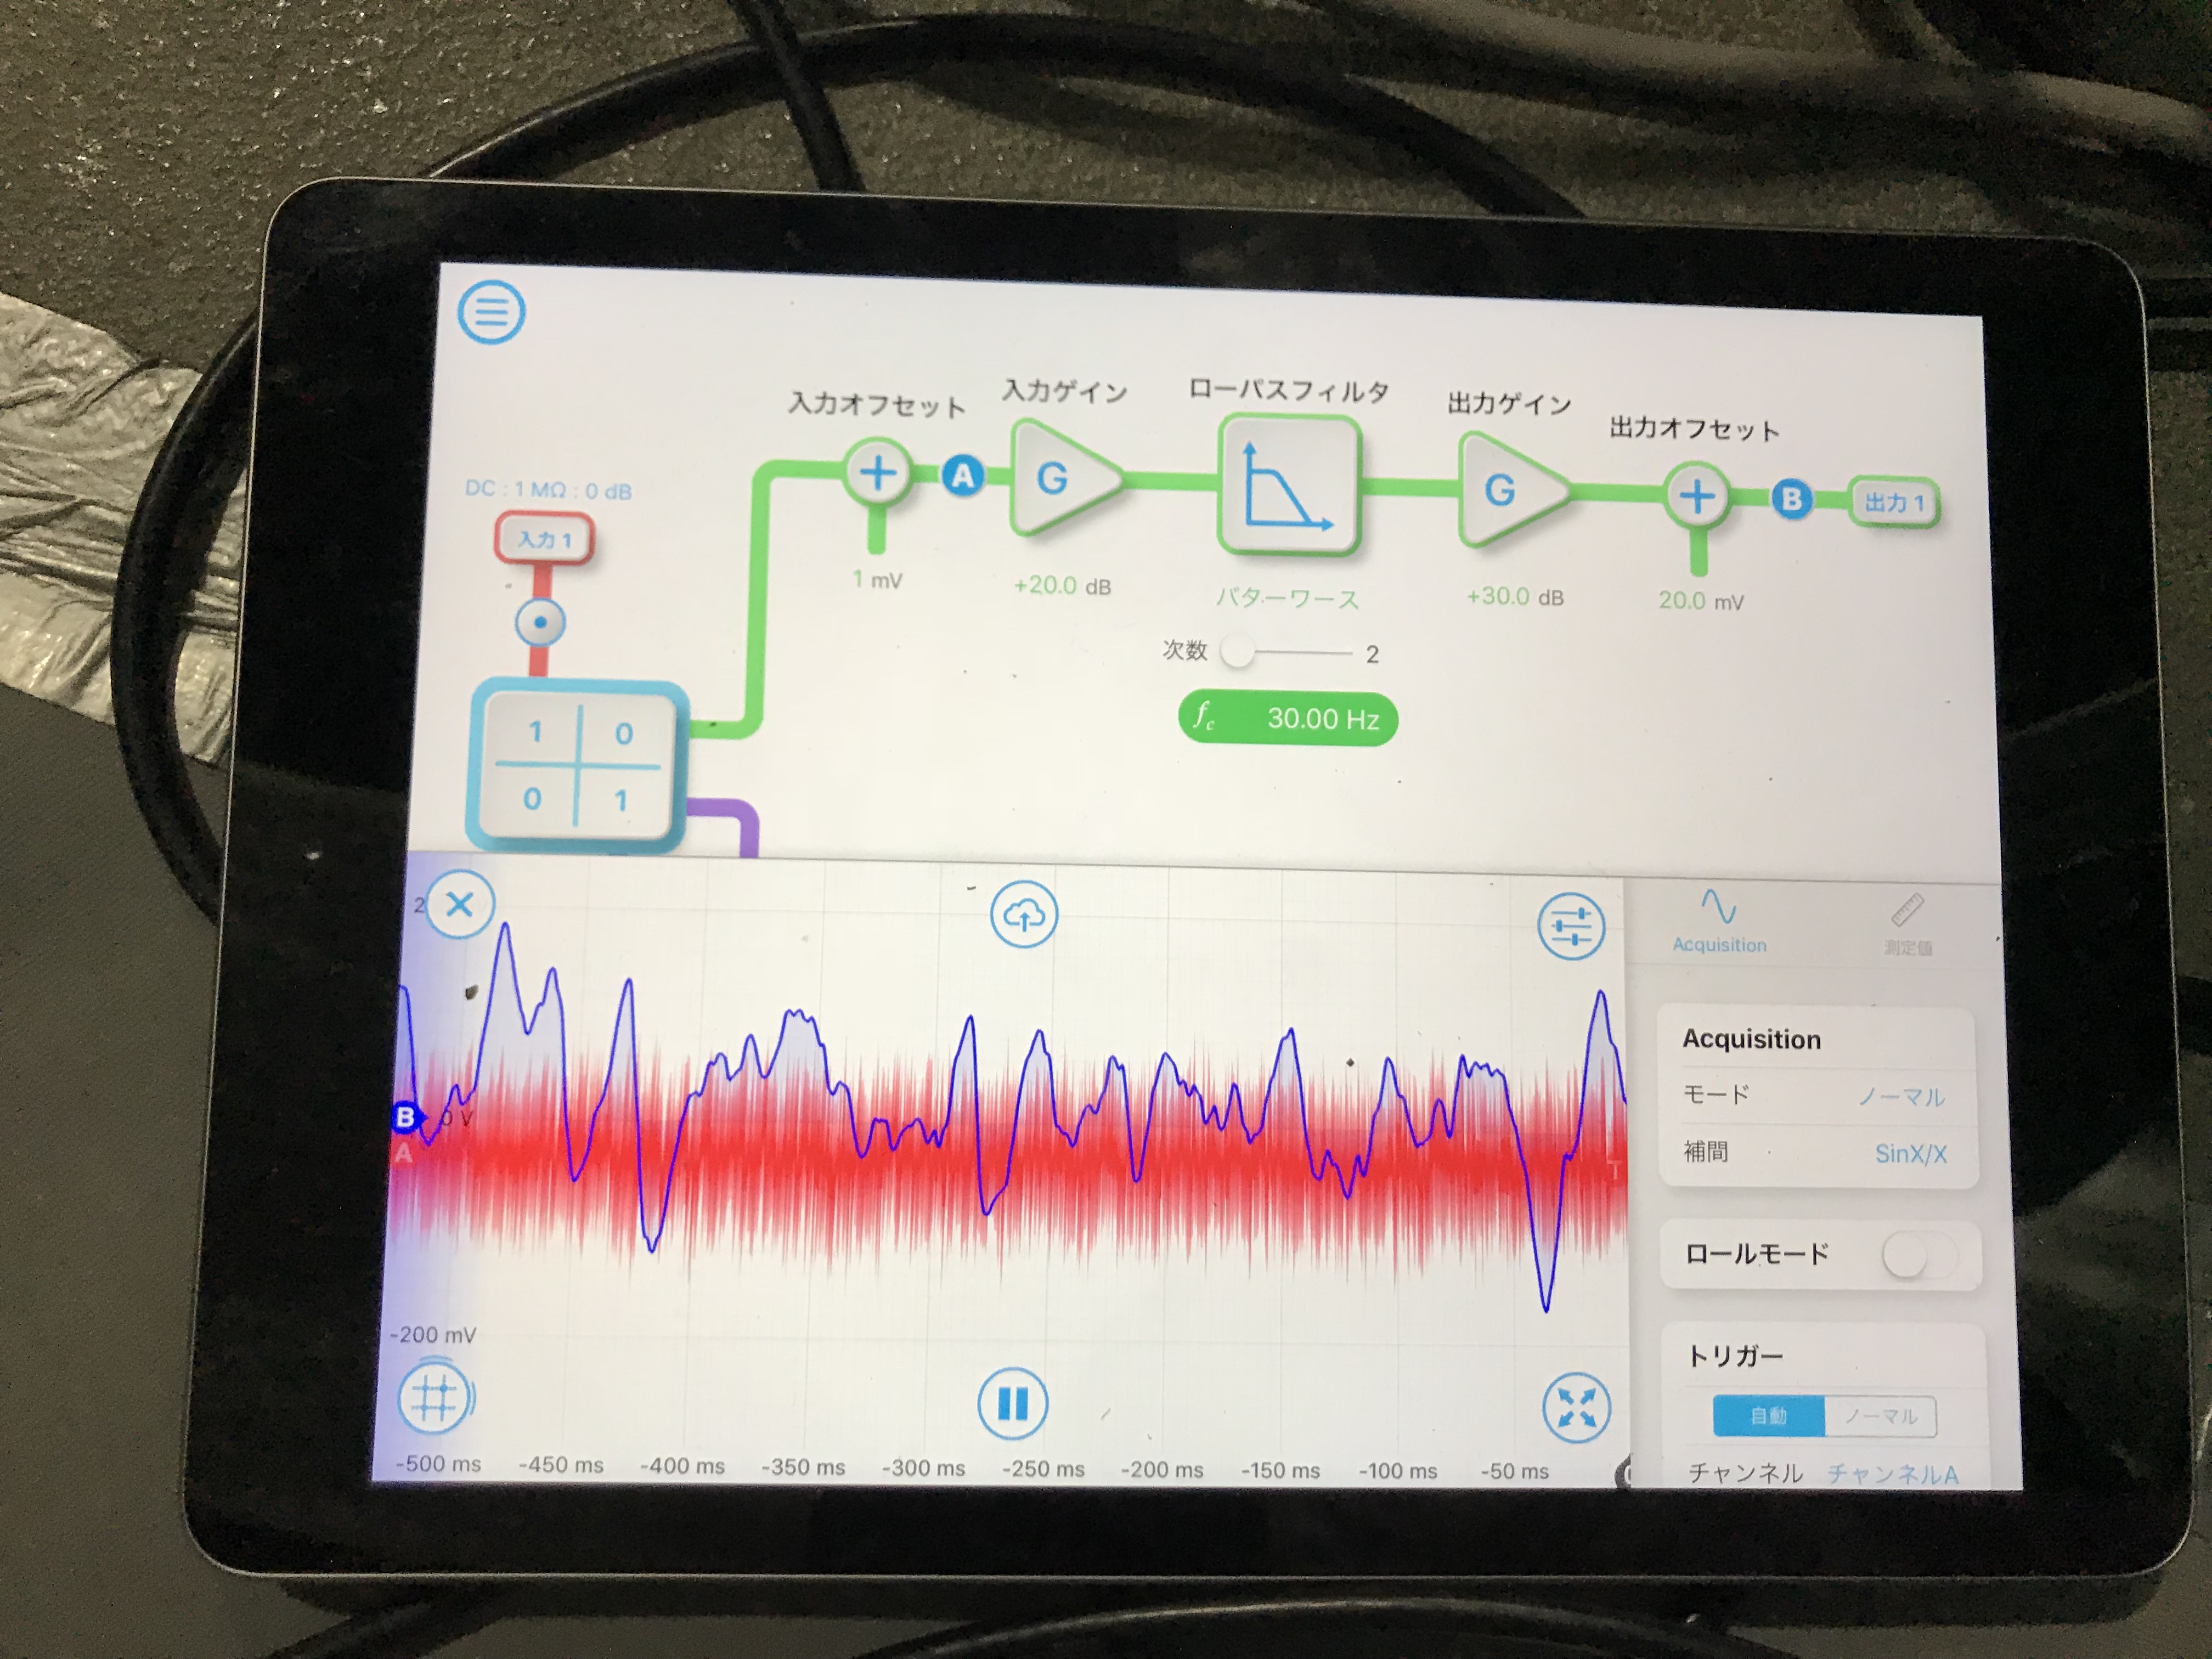 入力オフセット
入力ゲイン
ローパスフィルタ
出力ゲイン
出力オフセット
DC : 1 MΩ : 0 dB
入力 1
A
G
G
B
出力 1
1 mV
+20.0 dB
バターワース
+30.0 dB
20.0 mV
次数
2
fc 30.00 Hz
1 0
0 1
2
B
0 V
A
T
-200 mV
-500 ms
-450 ms
-400 ms
-350 ms
-300 ms
-250 ms
-200 ms
-150 ms
-100 ms
-50 ms
Acquisition
測定値
Acquisition
モード ノーマル
補間 SinX/X
ロールモード
トリガー
自動 ノーマル
チャンネル チャンネルA